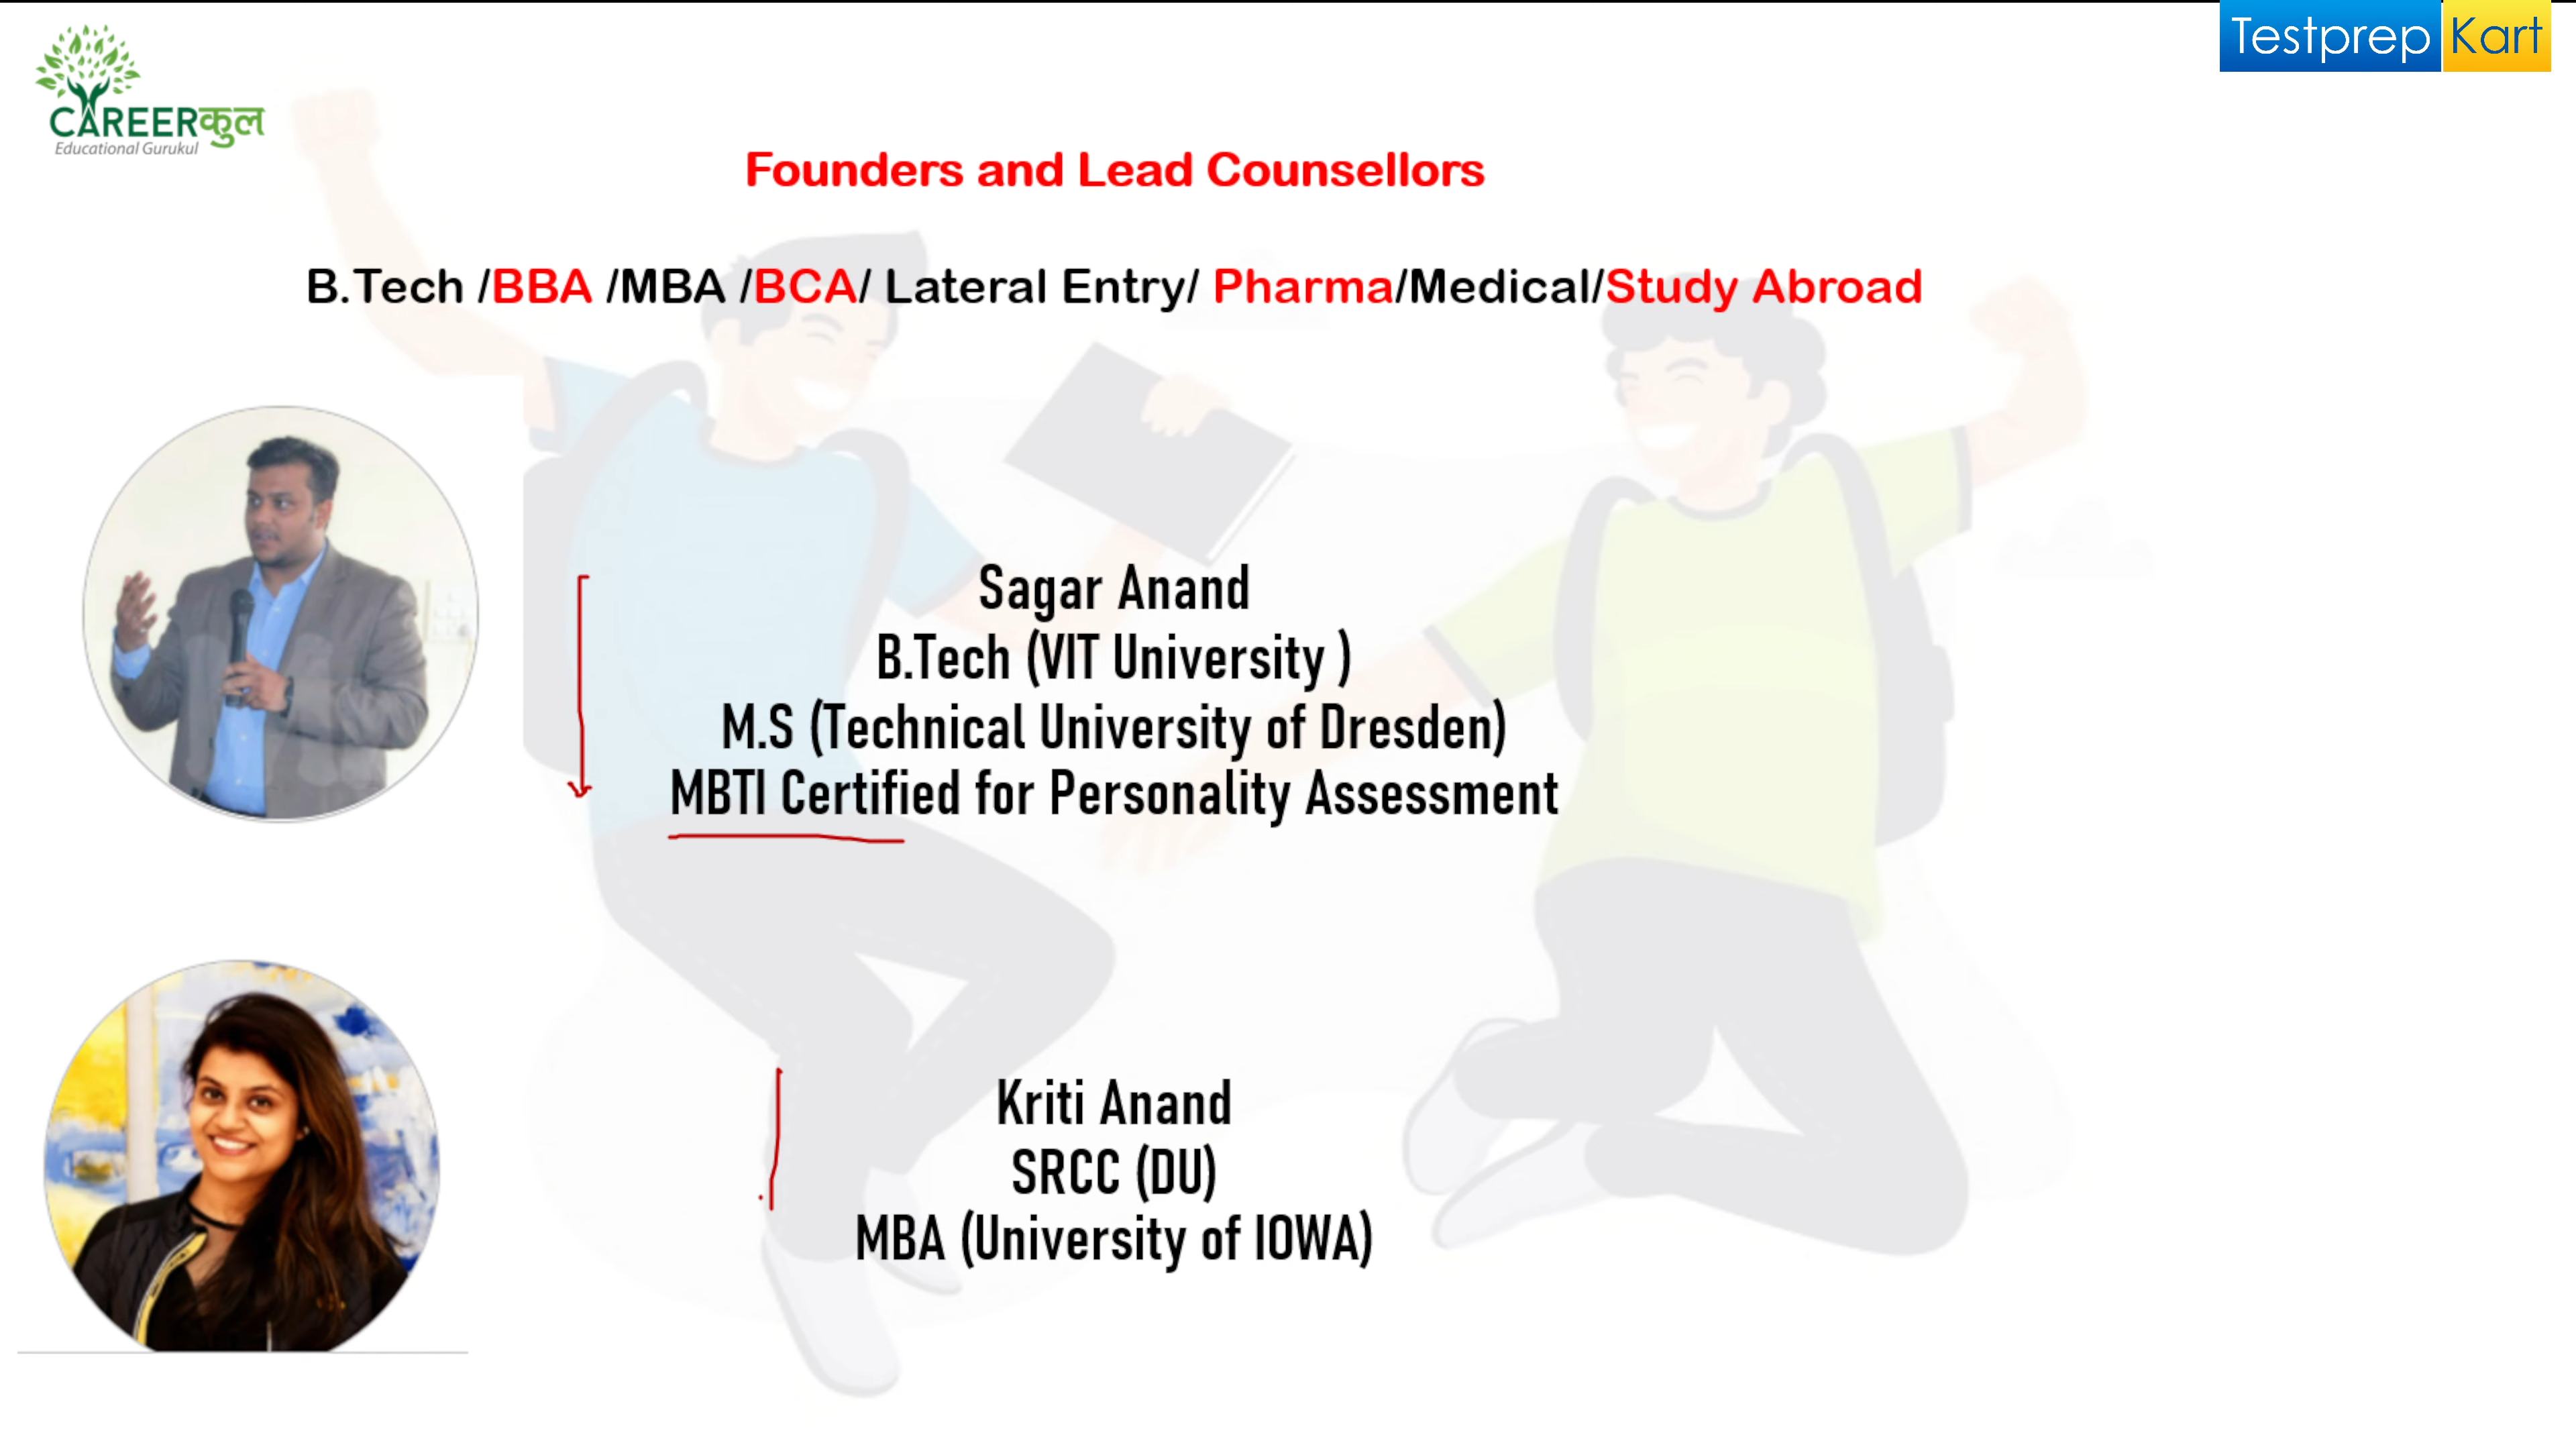 CAREERकुल
Educational Gurukul
Testprep Kart
Founders and Lead Counsellors
B.Tech /BBA /MBA /BCA/ Lateral Entry/ Pharma/Medical/Study Abroad
Sagar Anand
B.Tech (VIT University )
M.S (Technical University of Dresden)
MBTI Certified for Personality Assessment
Kriti Anand
SRCC (DU)
MBA (University of IOWA)